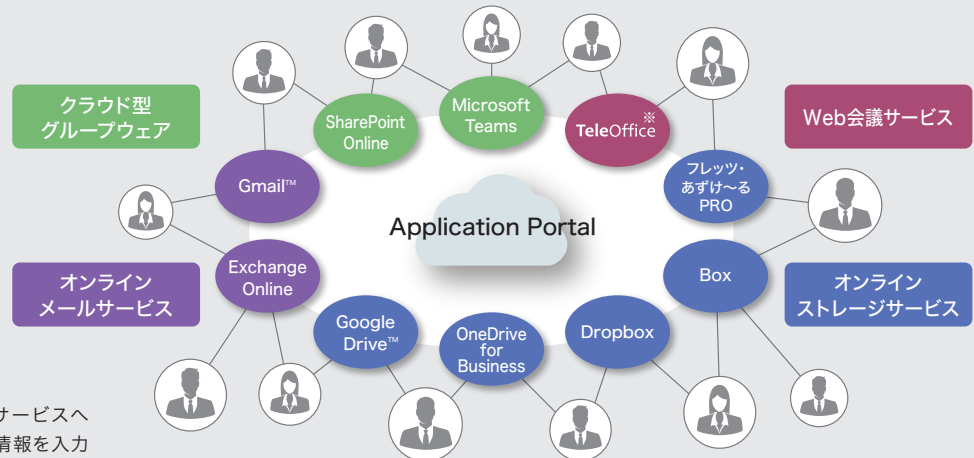 クラウド型
グループウェア
SharePoint
Online
Microsoft
Teams
※
TeleOffice
Web会議サービス
Gmail™
フレッツ・
あずけ〜る
PRO
Application Portal
オンライン
メールサービス
Exchange
Online
Box
オンライン
ストレージサービス
Google
Drive™
OneDrive
for
Business
Dropbox
サービスへ
情報を入力